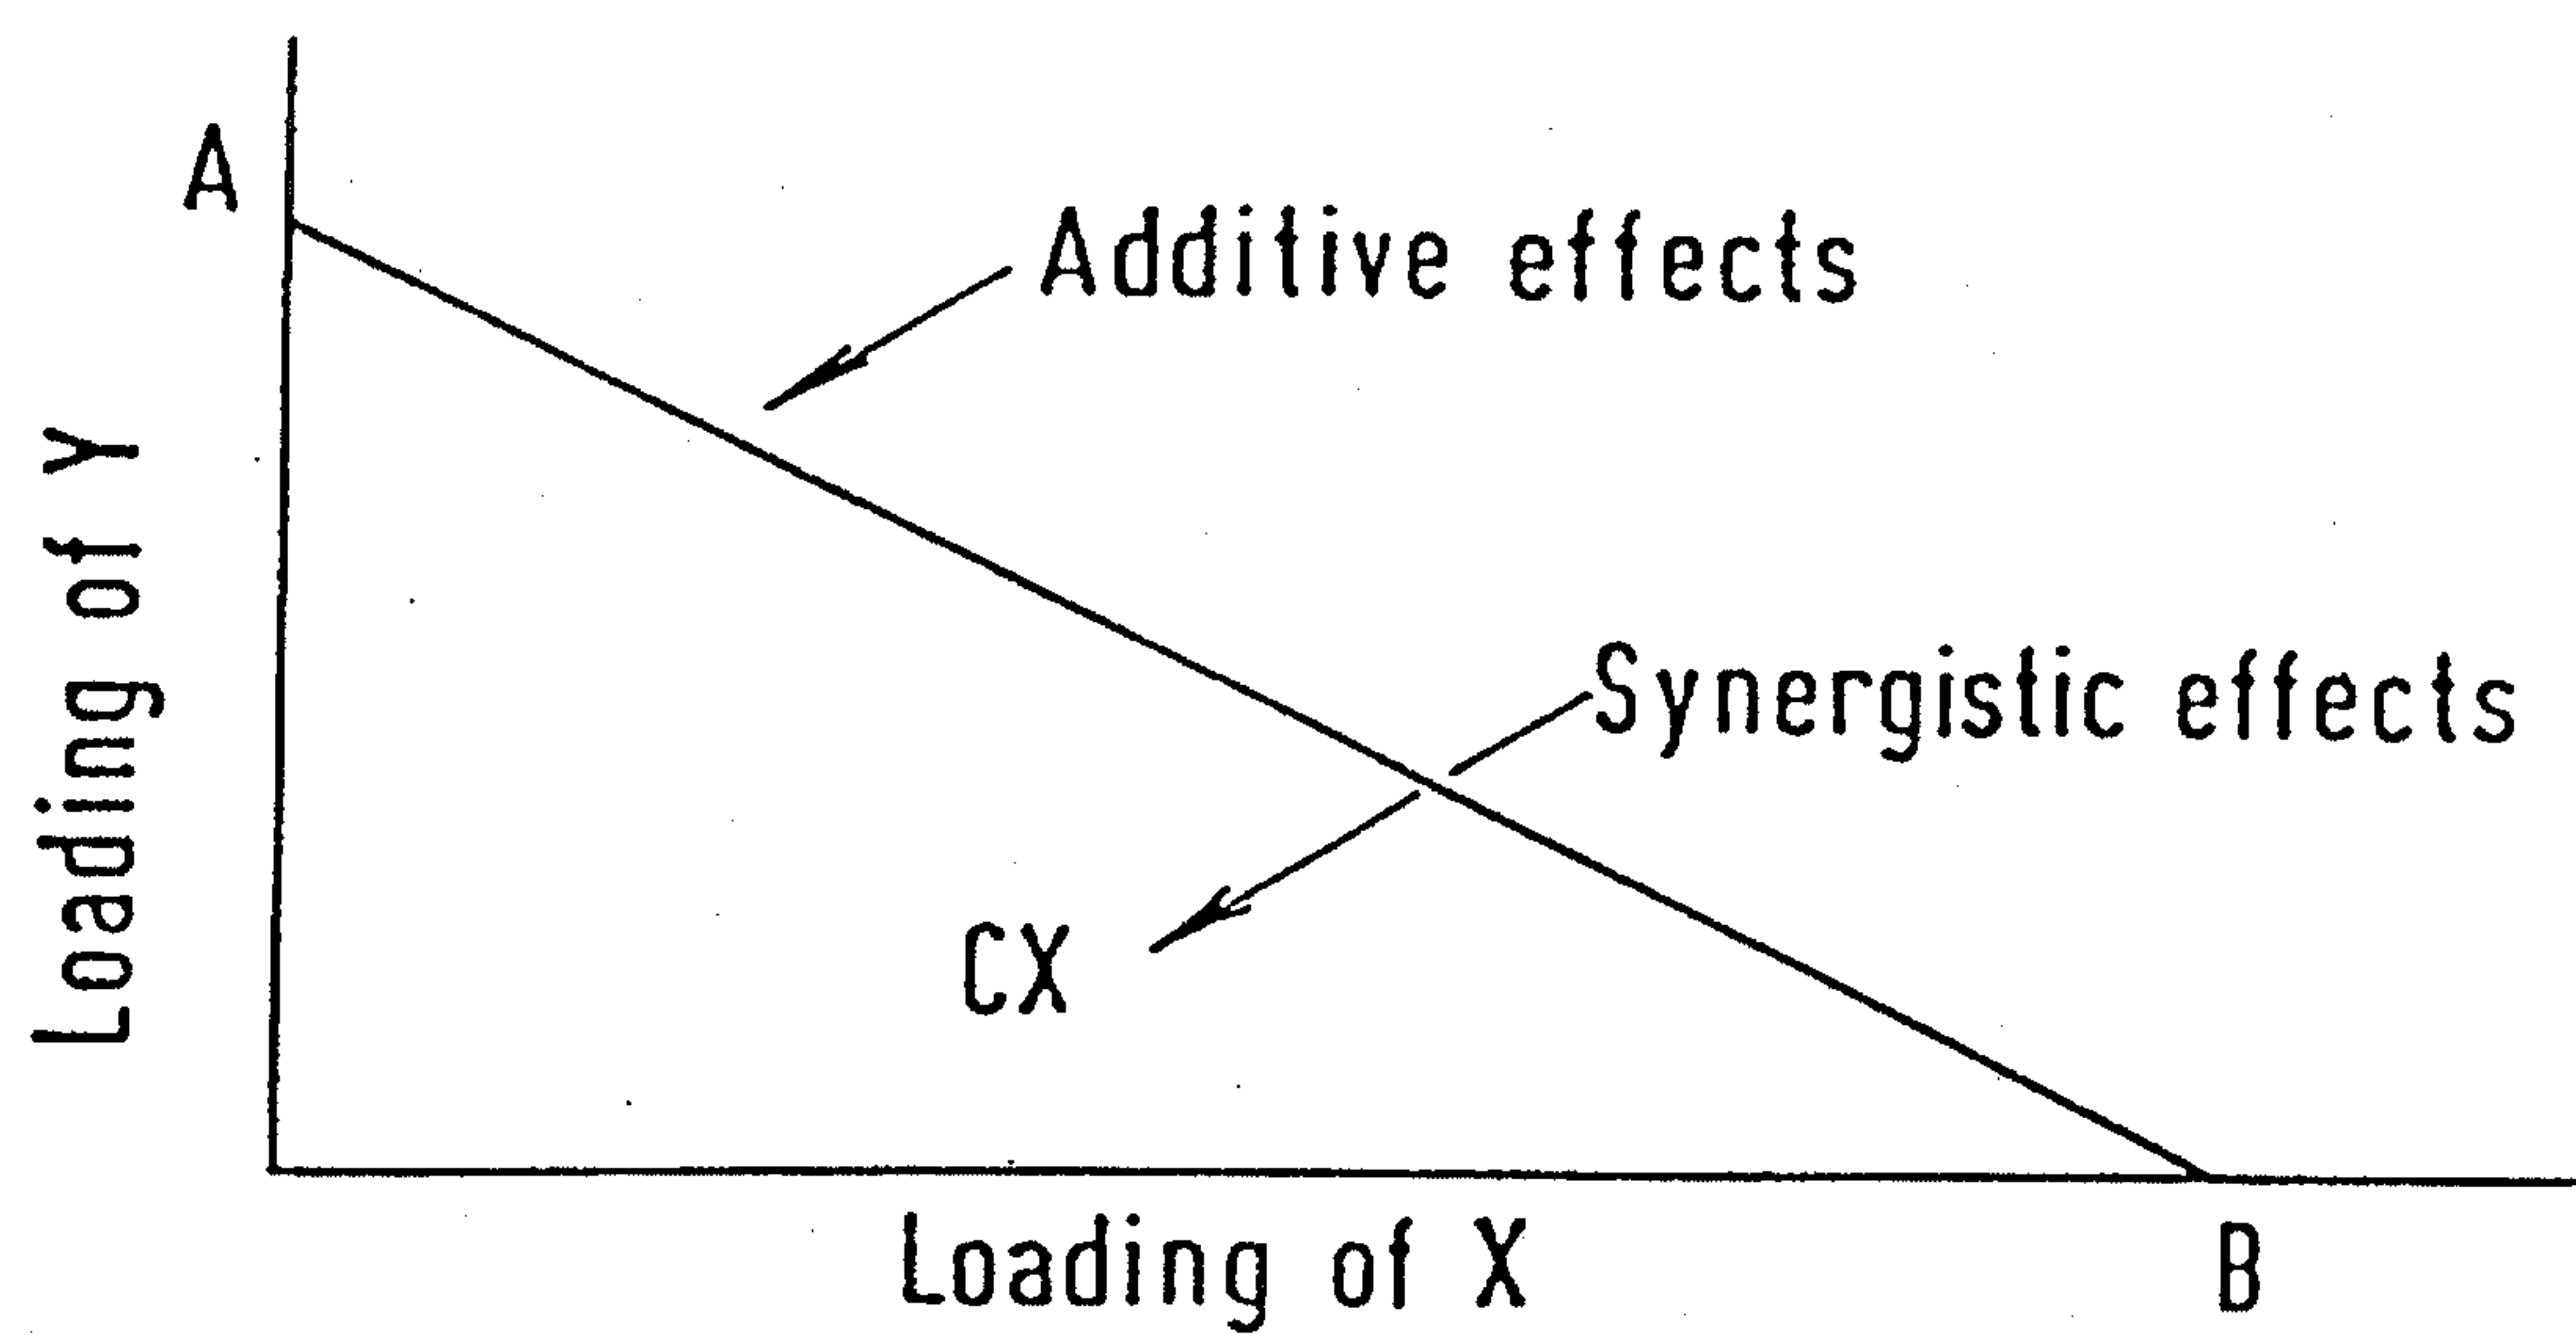 A
Additive effects
Loading of Y
Synergistic effects
CX
Loading of X
B